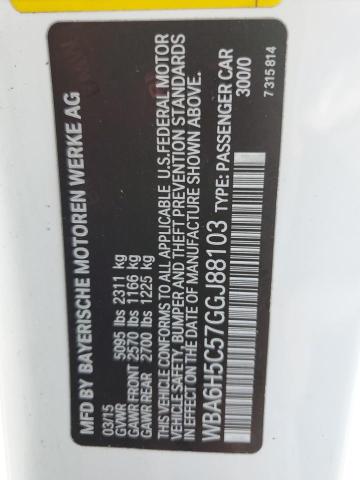 MFD BY BAYERISCHE MOTOREN WERKE AG
03/15
GVWR 5095 lbs 2311 kg
GAWR FRONT 2570 lbs 1166 kg
GAWR REAR 2700 lbs 1225 kg
THIS VEHICLE CONFORMS TO ALL APPLICABLE U.S.FEDERAL MOTOR
VEHICLE SAFETY, BUMPER, AND THEFT PREVENTION STANDARDS
IN EFFECT ON THE DATE OF MANUFACTURE SHOWN ABOVE.
WBA6H5C57GGJ88103 TYPE: PASSENGER CAR
300/0
7 315 814